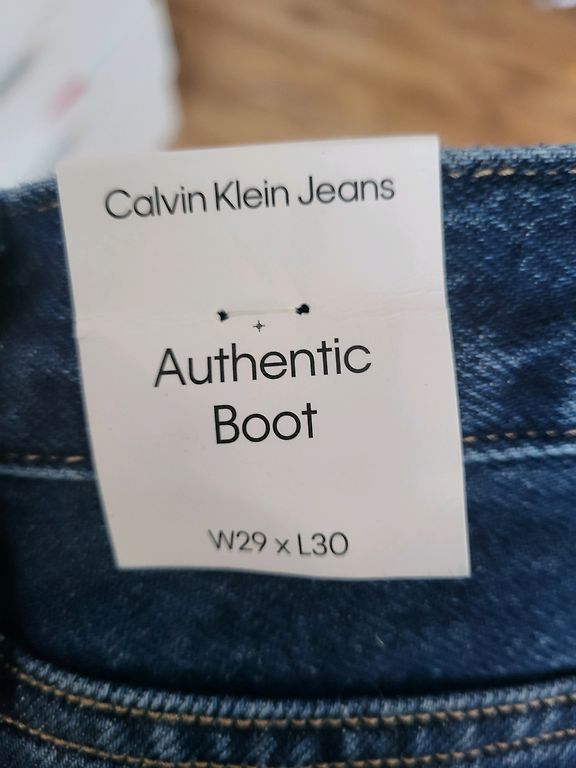 Calvin Klein Jeans
Authentic
Boot
W29 x L30